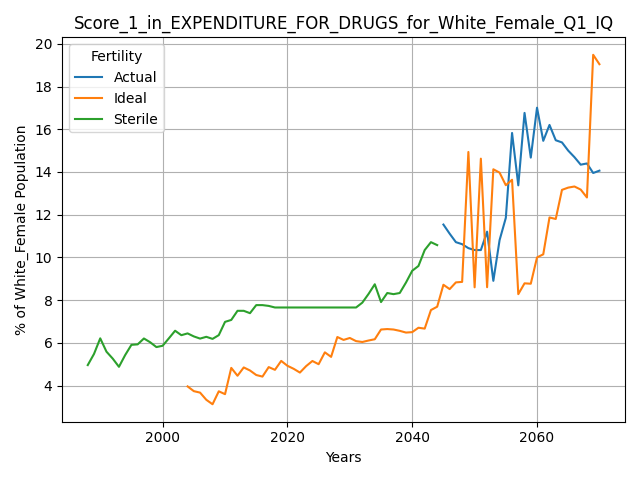 Score_1_in_EXPENDITURE_FOR_DRUGS_for_White_Female_Q1_IQ
Fertility
Actual
Ideal
Sterile
% of White_Female Population
20
18
16
14
12
10
8
6
4
2000
2020
2040
2060
Years